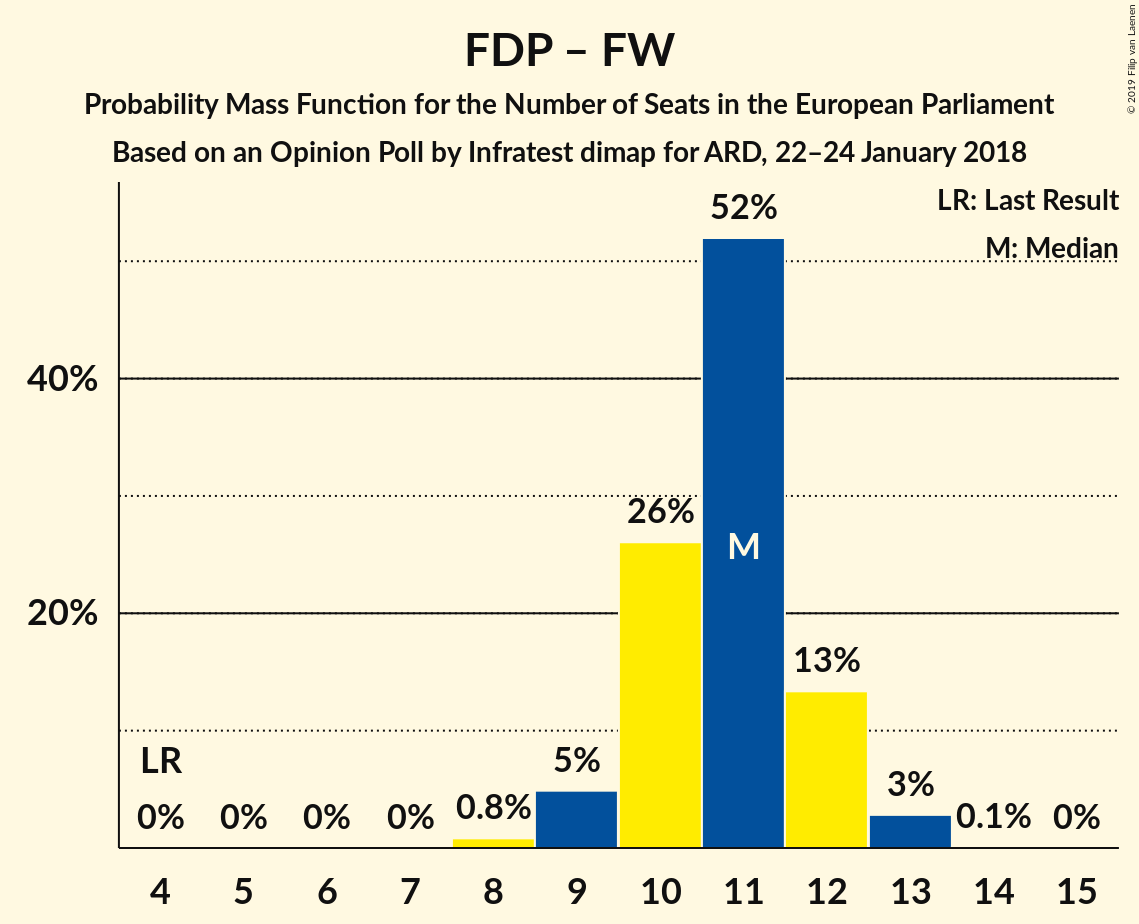 FDP – FW
Probability Mass Function for the Number of Seats in the European Parliament
Based on an Opinion Poll by Infratest dimap for ARD, 22–24 January 2018
© 2019 Filip van Laenen
LR: Last Result
M: Median
52%
40%
26%
M
20%
13%
LR
5%
3%
0% 0% 0% 0% 0.8% 0.1% 0%
4 5 6 7 8 9 10 11 12 13 14 15